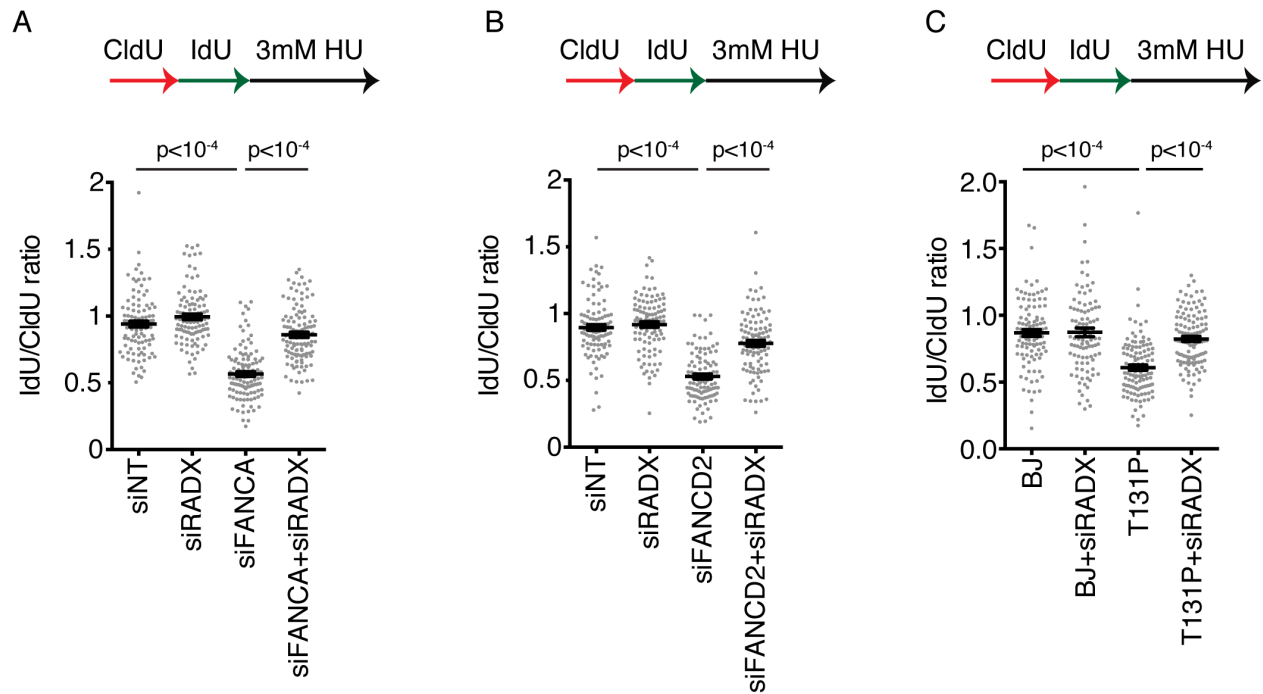 A
CldU IdU 3mM HU
p<10-4 p<10-4
IdU/CldU ratio
2
1.5
1
0.5
0
siNT
siRADX
siFANCA
siFANCA+siRADX
B
CldU IdU 3mM HU
p<10-4 p<10-4
IdU/CldU ratio
2
1.5
1
0.5
0
siNT
siRADX
siFANCD2
siFANCD2+siRADX
C
CldU IdU 3mM HU
p<10-4 p<10-4
IdU/CldU ratio
2.0
1.5
1.0
0.5
0.0
BJ
BJ+siRADX
T131P
T131P+siRADX